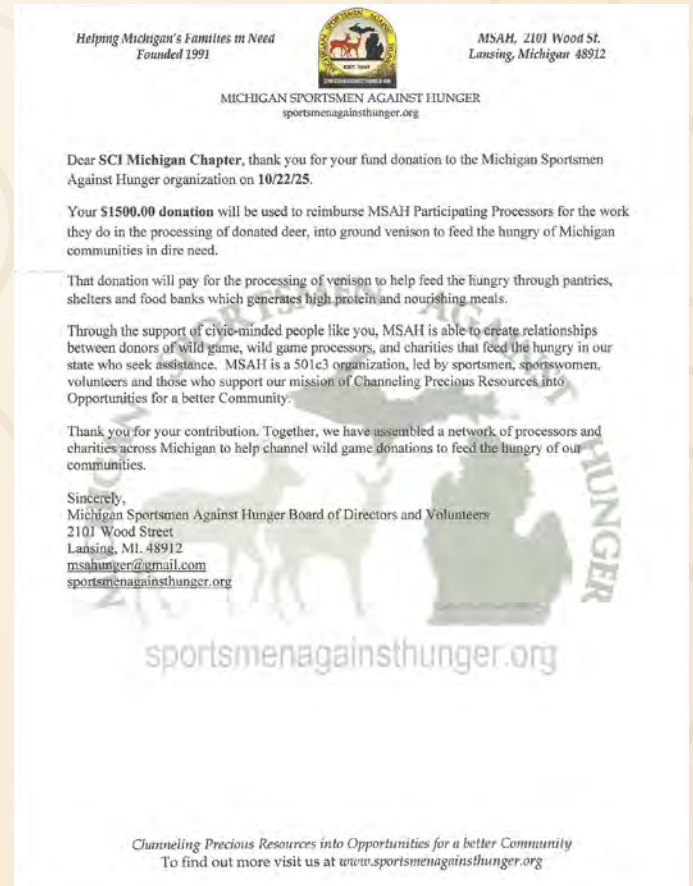 Helping Michigan's Families in Need
Founded 1991
MSAH, 2101 Wood St.
Lansing, Michigan 48912
MICHIGAN SPORTSMEN AGAINST HUNGER
sportsmenagainsthunger.org
Dear SCI Michigan Chapter, thank you for your fund donation to the Michigan Sportsmen
Against Hunger organization on 10/22/25.
Your $1500.00 donation will be used to reimburse MSAH Participating Processors for the work
they do in the processing of donated deer, into ground venison to feed the hungry of Michigan
communities in dire need.
That donation will pay for the processing of venison to help feed the hungry through pantries,
shelters and food banks which generates high protein and nourishing meals.
Through the support of civic-minded people like you, MSAH is able to create relationships
between donors of wild game, wild game processors, and charities that feed the hungry in our
state who seek assistance. MSAH is a 501c3 organization, led by sportsmen, sportswomen,
volunteers and those who support our mission of Channeling Precious Resources into
Opportunities for a better Community.
Thank you for your contribution. Together, we have assembled a network of processors and
charities across Michigan to help channel wild game donations to feed the hungry of our
communities.
Sincerely,
Michigan Sportsmen Against Hunger Board of Directors and Volunteers
2101 Wood Street
Lansing, MI. 48912
msahunger@gmail.com
sportsmenagainsthunger.org
MICHIGAN SPORTSMEN AGAINST HUNGER
sportsmenagainsthunger.org
Channeling Precious Resources into Opportunities for a better Community
To find out more visit us at www.sportsmenagainsthunger.org